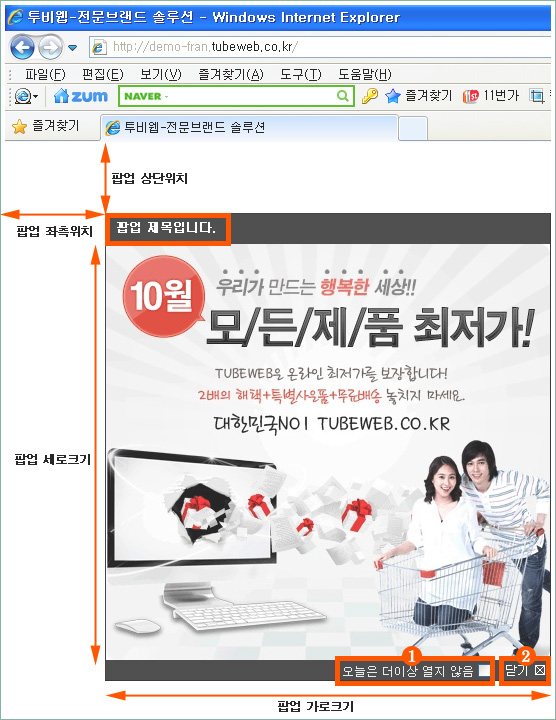 투비웹-전문브랜드 솔루션 - Windows Internet Explorer
http://demo-fran.tubeweb.co.kr/
파일(F) 편집(E) 보기(V) 즐겨찾기(A) 도구(T) 도움말(H)
zum NAVER - 즐겨찾기 11번가
즐겨찾기 투비웹-전문브랜드 솔루션
팝업 상단위치
팝업 좌측위치
팝업 제목입니다.
10월
우리가 만드는 행복한 세상!!
모/든/제/품 최저가!
TUBEWEB은 온라인 최저가를 보장합니다!
2배의 혜택+특별사은품+무료배송 놓치지 마세요.
대한민국NO1 TUBEWEB.CO.KR
팝업 세로크기
1 2
오늘은 더이상 열지 않음 닫기
팝업 가로크기